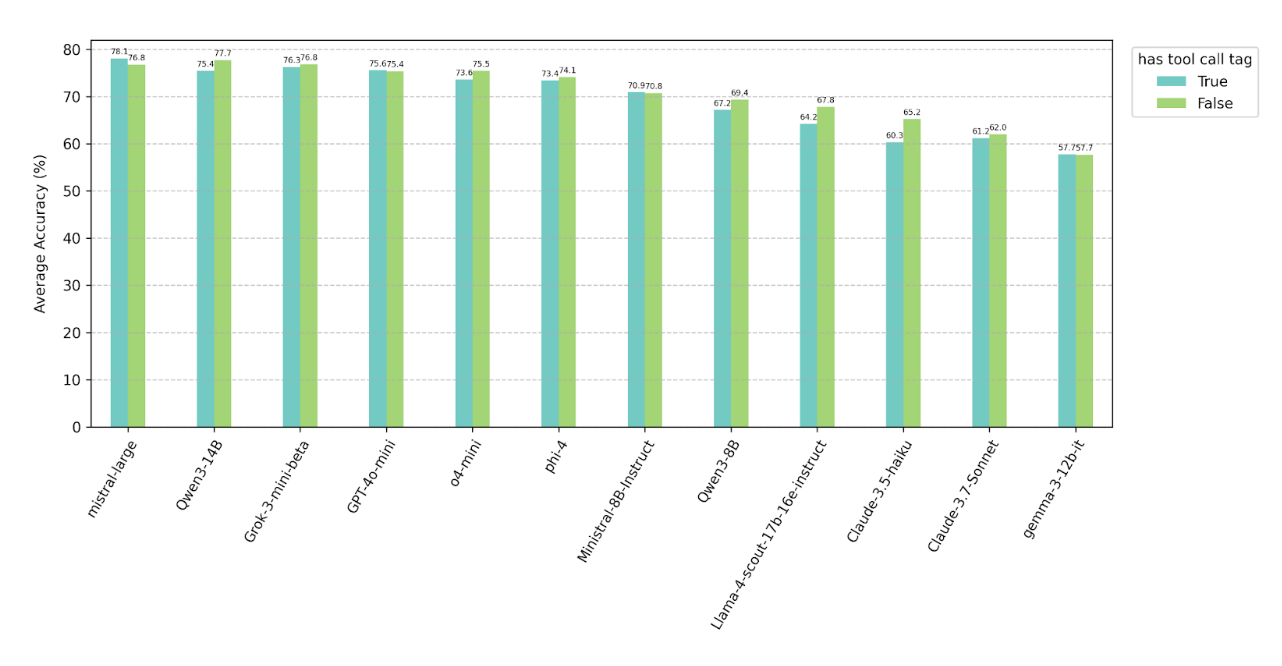 has tool call tag
True
False
Average Accuracy (%)
80
70
60
50
40
30
20
10
0
78.1 76.8
75.4 77.7
76.3 76.8
75.6 75.4
73.6 75.5
73.4 74.1
70.9 70.8
67.2 69.4
64.2 67.8
60.3 65.2
61.2 62.0
57.7 57.7
mistral-large
Qwen3-14B
Grok-3-mini-beta
GPT-4o-mini
o4-mini
phi-4
Ministral-8B-Instruct
Qwen3-8B
Llama-4-scout-17b-16e-instruct
Claude-3.5-haiku
Claude-3.7-Sonnet
gemma-3-12b-it